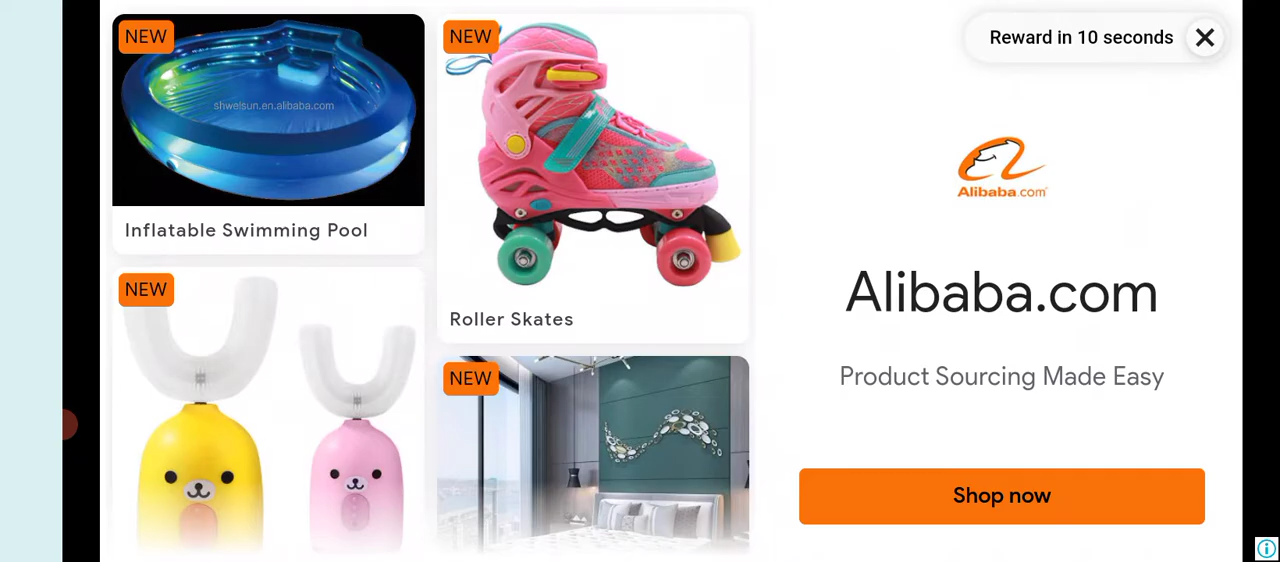 NEW
shweisun.en.alibaba.com
Inflatable Swimming Pool
NEW
NEW
Roller Skates
NEW
Reward in 10 seconds
Alibaba.com
Alibaba.com
Product Sourcing Made Easy
Shop now